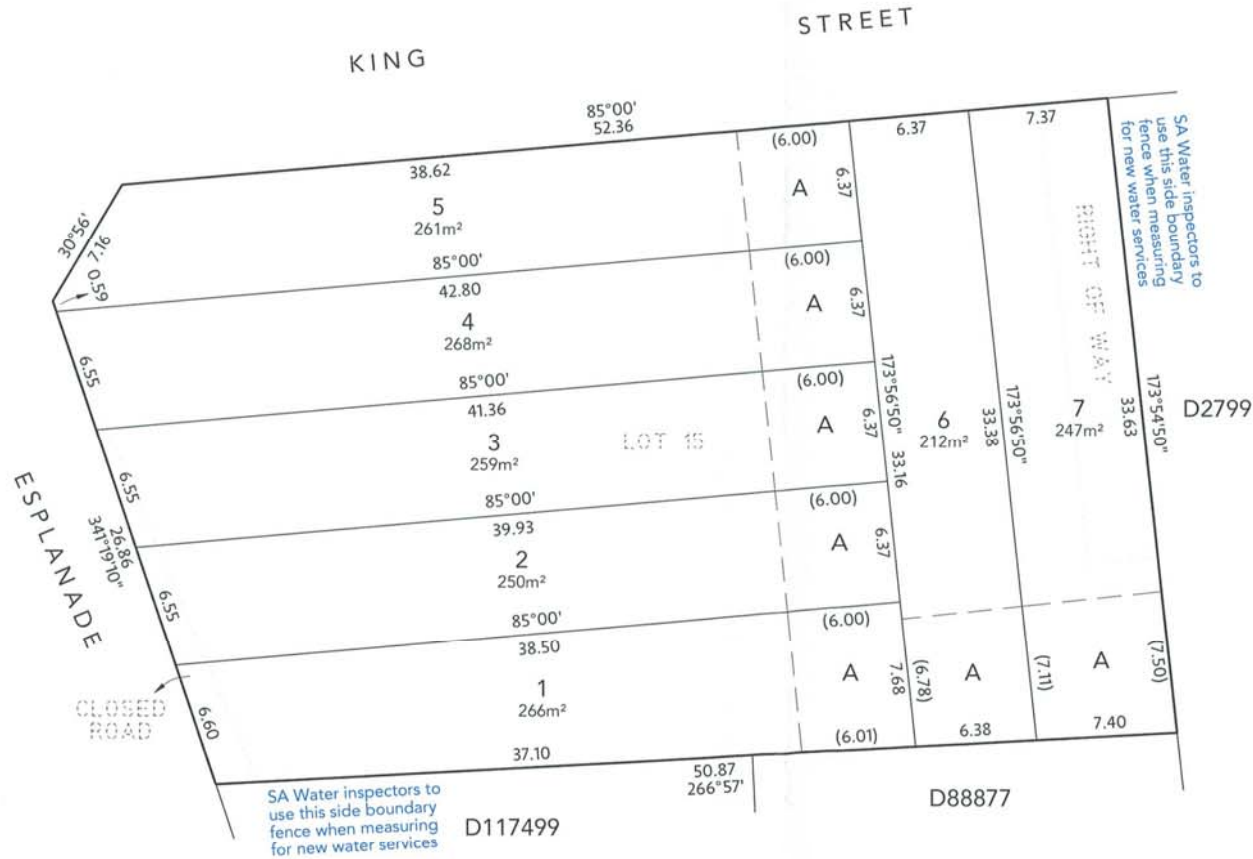 KING STREET
85°00'
52.36
38.62
(6.00)
6.37
7.37
5
261m²
A
6.37
30°56'
7.16
0.59
85°00'
42.80
(6.00)
4
268m²
A
6.37
6.55
85°00'
41.36
(6.00)
3
259m²
LOT 15
A
6.37
6.55
85°00'
39.93
(6.00)
2
250m²
A
6.37
6.55
85°00'
38.50
(6.00)
1
266m²
A
7.68
6.60
37.10
(6.01)
ESPLANADE
26.86
341°19'10"
CLOSED
ROAD
173°56'50"
33.16
6
212m²
33.38
173°56'50"
7
247m²
33.63
173°54'50"
RIGHT OF WAY
D2799
(6.78)
A
(7.11)
A
(7.50)
6.38
7.40
50.87
266°57'
D117499
D88877
SA Water inspectors to
use this side boundary
fence when measuring
for new water services
SA Water inspectors to
use this side boundary
fence when measuring
for new water services